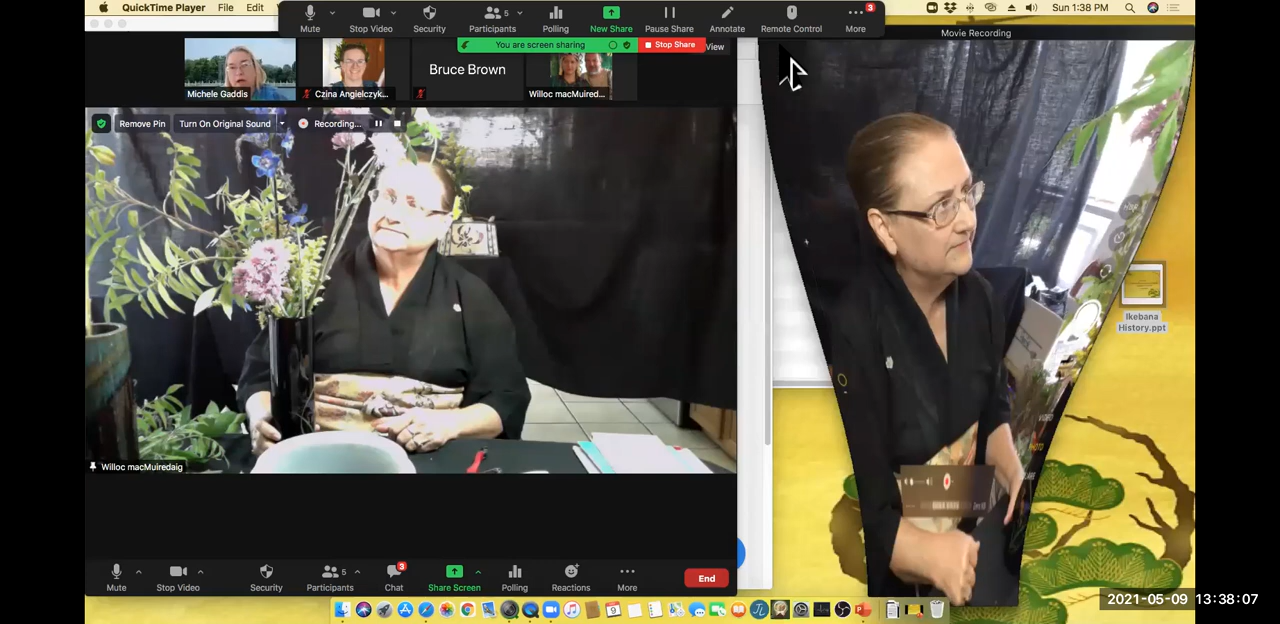 QuickTime Player File Edit
Mute Stop Video Security Participants 5 Polling New Share Pause Share Annotate Remote Control More 3
Sun 1:38 PM
You are screen sharing Stop Share View
Movie Recording
Michele Gaddis
Czina Angielczyk...
Bruce Brown
Willoc macMuired...
Remove Pin Turn On Original Sound Recording...
Ikebana
History.ppt
PHOTO
Willoc macMuiredaig
Mute Stop Video Security Participants 5 Chat 3 Share Screen Polling Reactions More End
9
2021-05-09 13:38:07